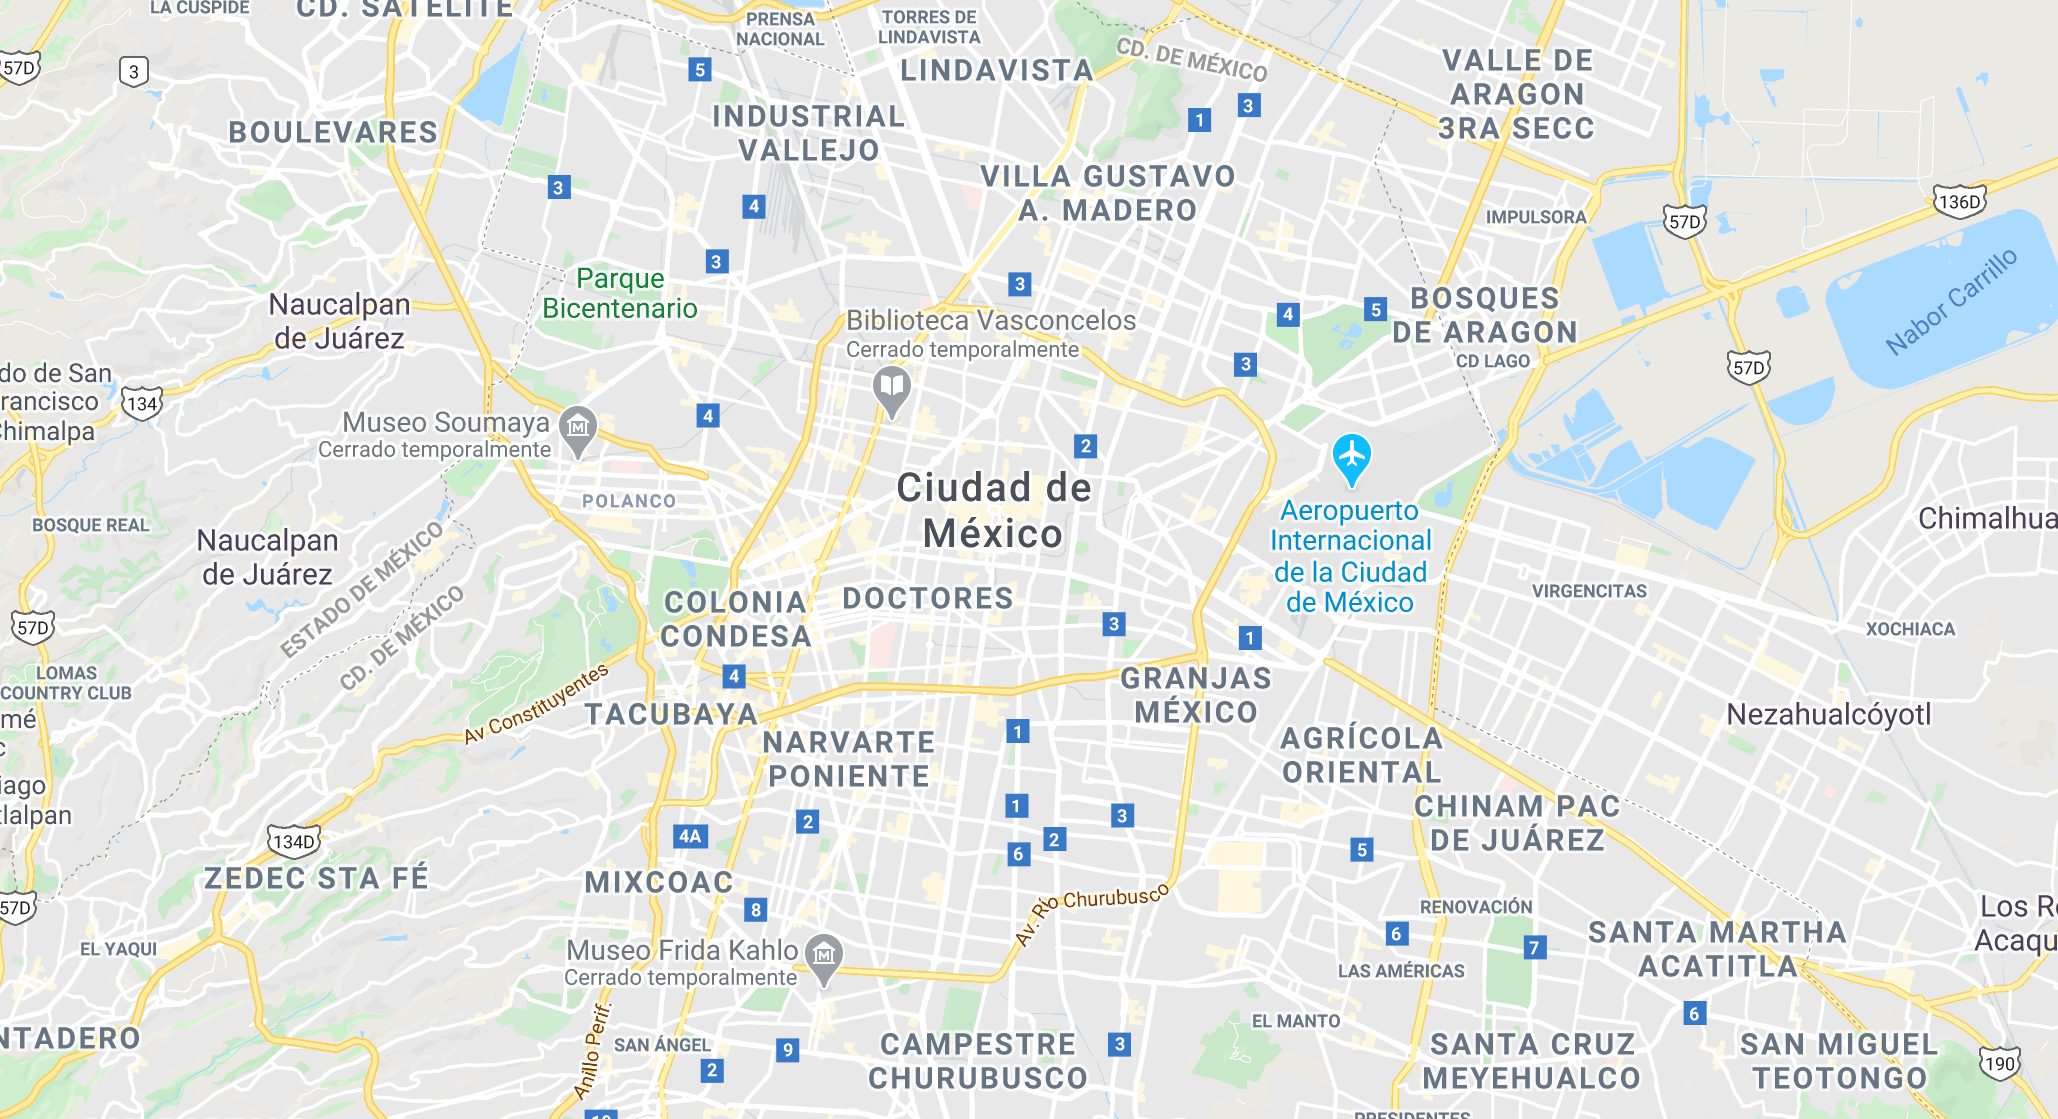 LA CUSPIDE
CD. SATÉLITE
PRENSA
NACIONAL
TORRES DE
LINDAVISTA
CD. DE MÉXICO
57D
3
5
LINDAVISTA
VALLE DE
ARAGON
3RA SECC
BOULEVARES
INDUSTRIAL
VALLEJO
1
3
3
4
VILLA GUSTAVO
A. MADERO
IMPULSORA
57D
136D
3
Parque
Bicentenario
3
Nabor Carrillo
Naucalpan
de Juárez
Biblioteca Vasconcelos
Cerrado temporalmente
4
5
BOSQUES
DE ARAGON
CD LAGO
3
57D
do de San
rancisco
Chimalpa
134
Museo Soumaya
Cerrado temporalmente
4
2
POLANCO
Ciudad de
México
Aeropuerto
Internacional
de la Ciudad
de México
BOSQUE REAL
Naucalpan
de Juárez
ESTADO DE MÉXICO
CD. DE MÉXICO
Chimalhua
VIRGENCITAS
XOCHIACA
COLONIA
CONDESA
DOCTORES
3
1
57D
LOMAS
COUNTRY CLUB
4
GRANJAS
MÉXICO
Av Constituyentes
TACUBAYA
mé
c
iago
tlalpan
NARVARTE
PONIENTE
1
AGRÍCOLA
ORIENTAL
Nezahualcóyotl
1
3
2
4A
2
6
5
CHINAM PAC
DE JUÁREZ
134D
ZEDEC STA FÉ
MIXCOAC
57D
8
Av. Río Churubusco
RENOVACIÓN
6
7
LAS AMÉRICAS
SANTA MARTHA
ACATITLA
Los R
Acaqu
EL YAQUI
Museo Frida Kahlo
Cerrado temporalmente
6
EL MANTO
NTADERO
Anillo Perif.
SAN ÁNGEL
9
2
CAMPESTRE
CHURUBUSCO
3
SANTA CRUZ
MEYEHUALCO
SAN MIGUEL
TEOTONGO
190
PRESIDENTES